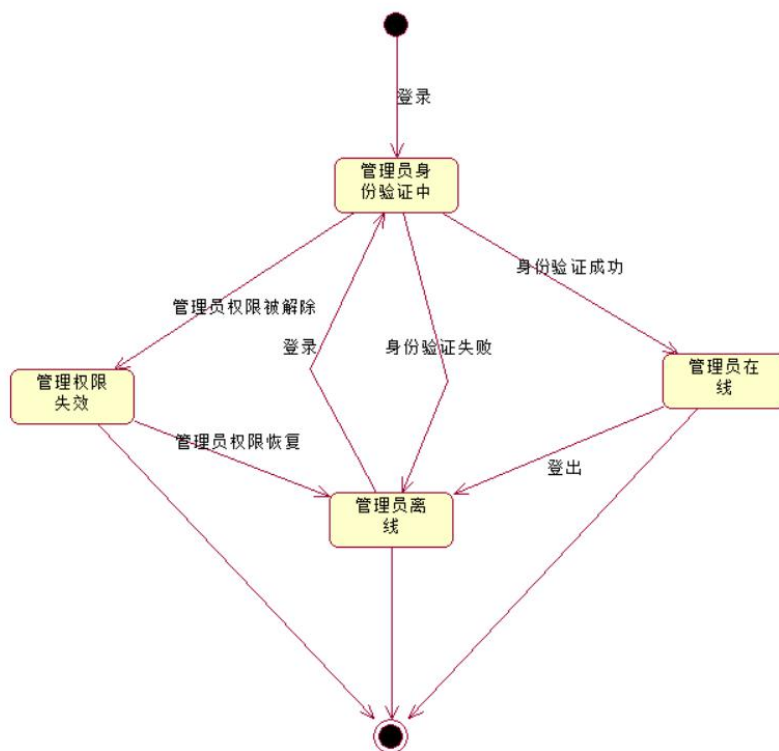 登录
管理员身
份验证中
身份验证成功
管理员权限被解除
登录
身份验证失败
管理权限
失效
管理员在
线
管理员权限恢复
登出
管理员离
线